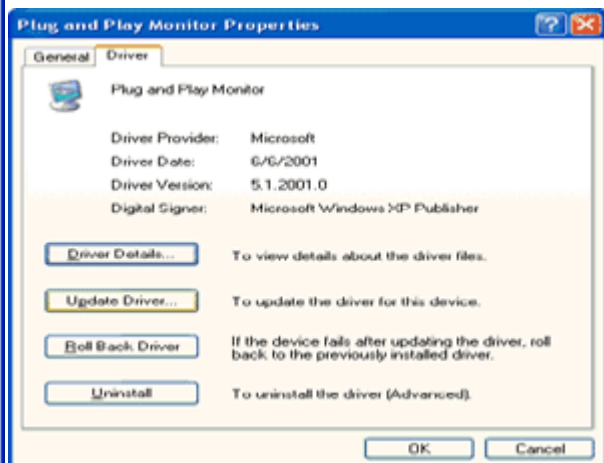 Plug and Play Monitor Properties
General Driver
Plug and Play Monitor
Driver Provider: Microsoft
Driver Date: 6/6/2001
Driver Version: 5.1.2001.0
Digital Signer: Microsoft Windows XP Publisher
Driver Details... To view details about the driver files.
Update Driver... To update the driver for this device.
Roll Back Driver If the device fails after updating the driver, roll
back to the previously installed driver.
Uninstall To uninstall the driver (Advanced).
OK Cancel